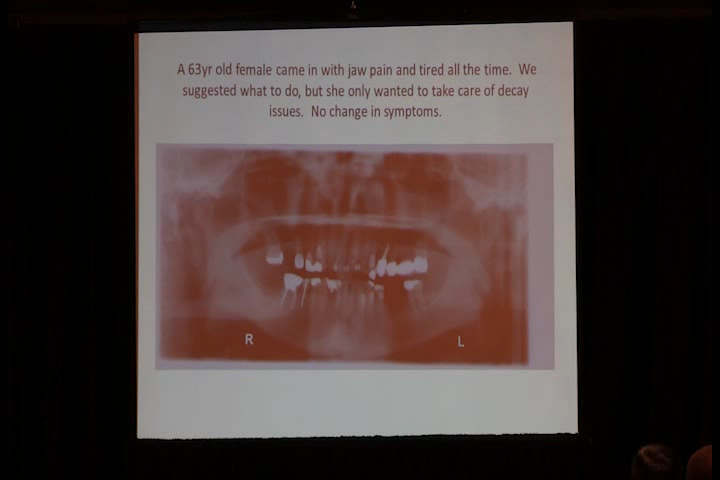 A 63yr old female came in with jaw pain and tired all the time.  We
suggested what to do, but she only wanted to take care of decay
issues.  No change in symptoms.
R
L